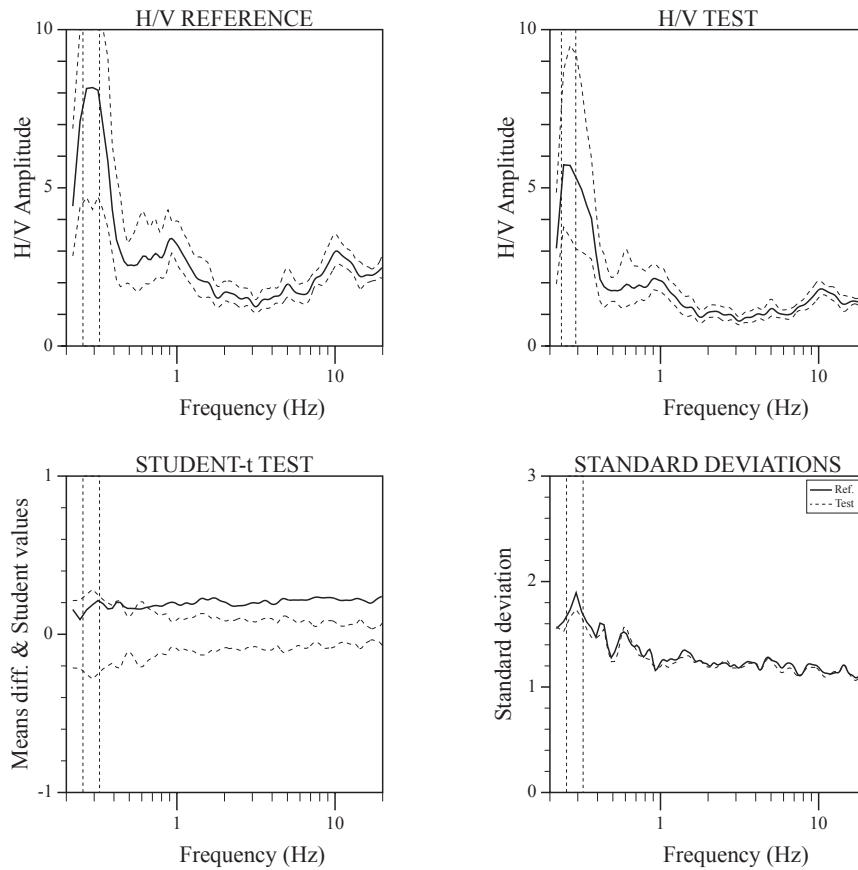 H/V REFERENCE
10
5
0
H/V Amplitude
1
10
Frequency (Hz)
H/V TEST
10
5
0
H/V Amplitude
1
10
Frequency (Hz)
STUDENT-t TEST
1
0
-1
Means diff. & Student values
1
10
Frequency (Hz)
STANDARD DEVIATIONS
3
2
1
0
Standard deviation
Ref.
Test
1
10
Frequency (Hz)